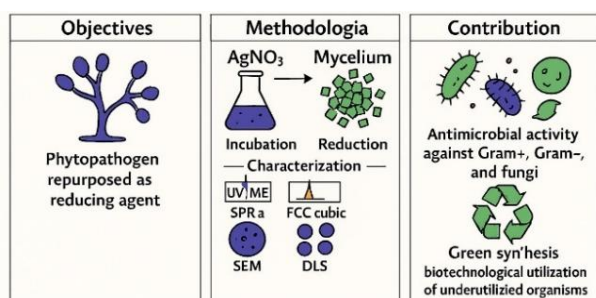 Objectives
Phytopathogen
repurposed as
reducing agent
Methodologia
AgNO₃
Mycelium
Incubation
Reduction
Characterization
UV ME
SPR a
FCC cubic
SEM
DLS
Contribution
Antimicrobial activity
against Gram+, Gram–,
and fungi
Green syn'hesis
biotechnological utilization
of underutilizied organisms